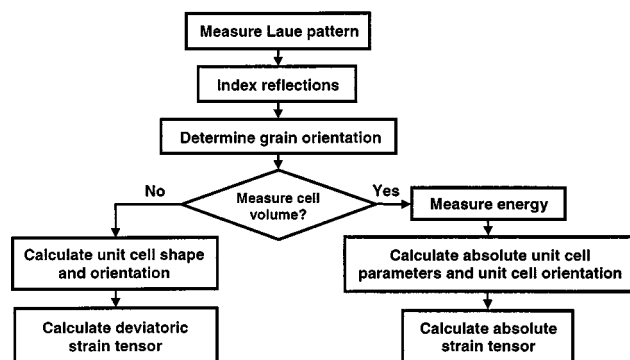 Measure Laue pattern
Index reflections
Determine grain orientation
Measure cell
volume?
No
Yes
Measure energy
Calculate unit cell shape
and orientation
Calculate absolute unit cell
parameters and unit cell orientation
Calculate deviatoric
strain tensor
Calculate absolute
strain tensor